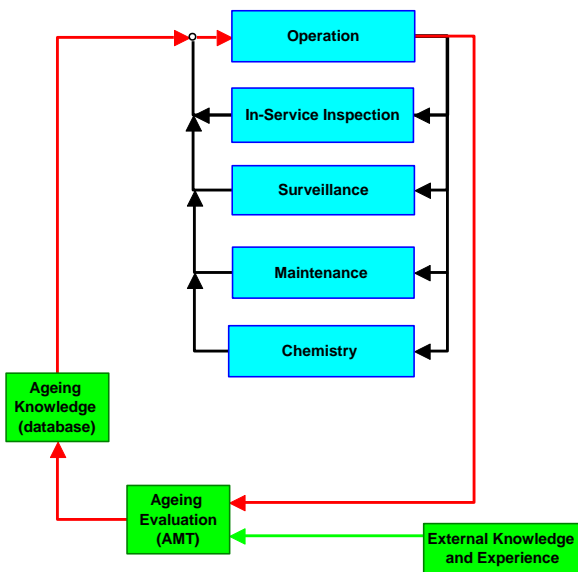 Operation
In-Service Inspection
Surveillance
Maintenance
Chemistry
Ageing
Knowledge
(database)
Ageing
Evaluation
(AMT)
External Knowledge
and Experience